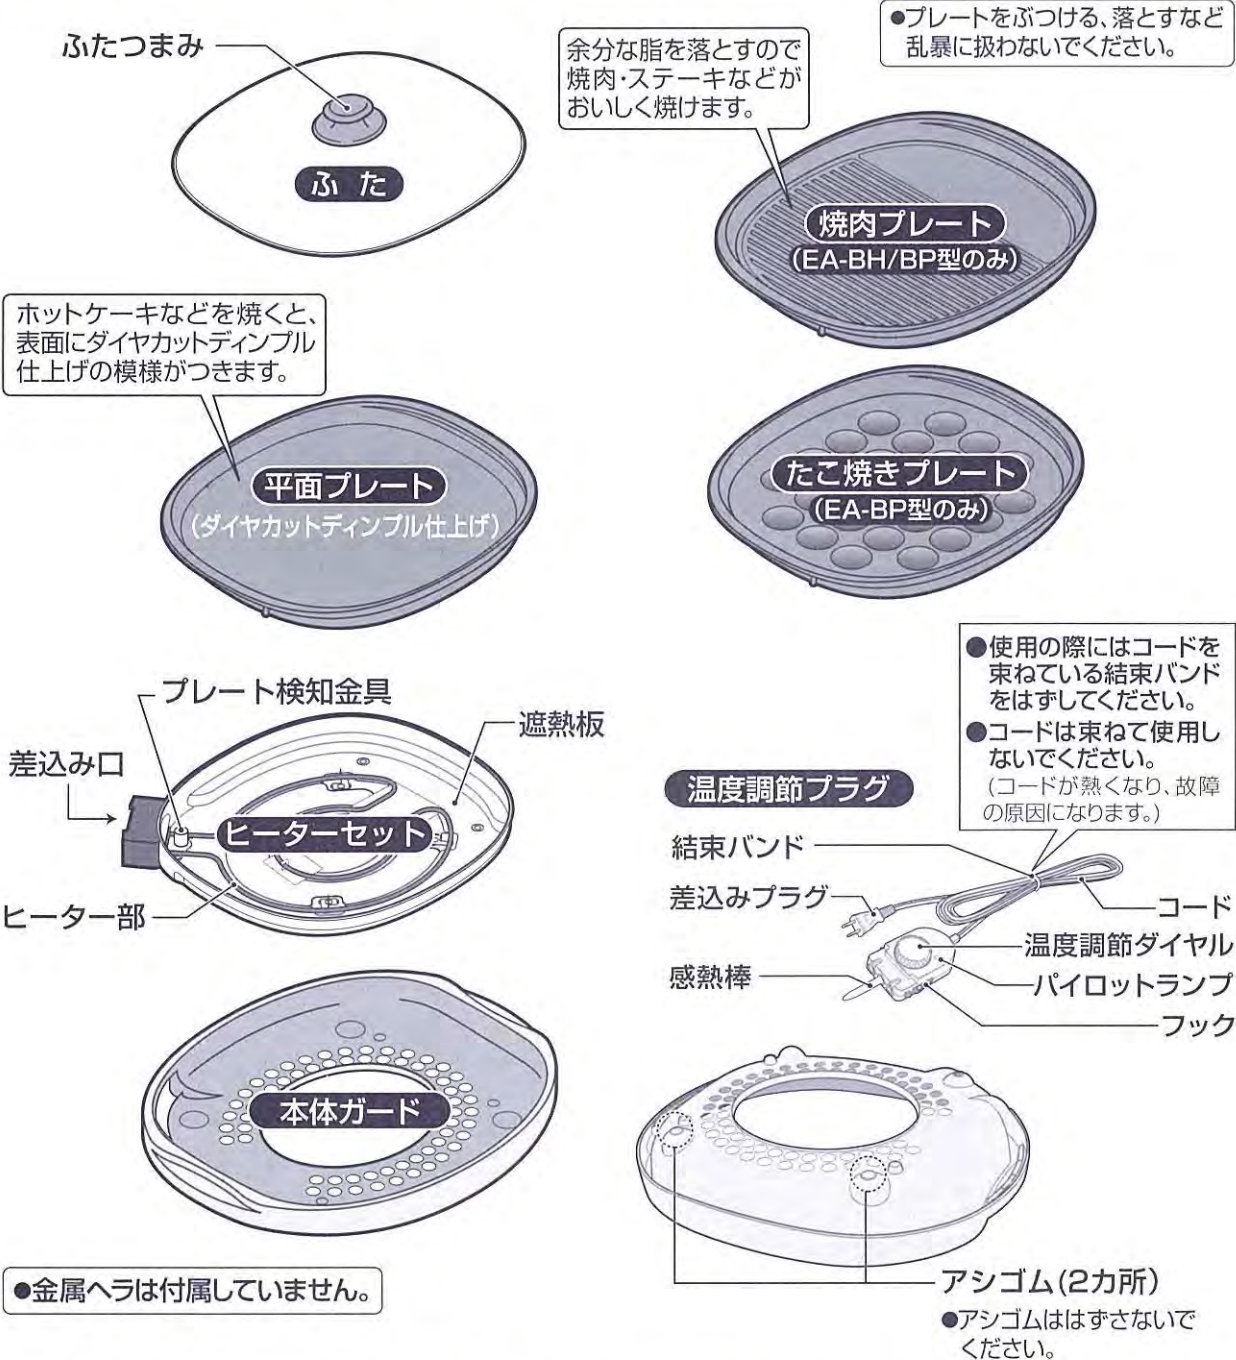 ふたつまみ
ふた
余分な脂を落とすので
焼肉・ステーキなどが
おいしく焼けます。
●プレートをぶつける、落とすなど
乱暴に扱わないでください。
焼肉プレート
(EA-BH/BP型のみ)
ホットケーキなどを焼くと、
表面にダイヤカットディンプル
仕上げの模様がつきます。
平面プレート
(ダイヤカットディンプル仕上げ)
たこ焼きプレート
(EA-BP型のみ)
プレート検知金具
遮熱板
差込み口
ヒーターセット
ヒーター部
●使用の際にはコードを
束ねている結束バンド
をはずしてください。
●コードは束ねて使用し
ないでください。
(コードが熱くなり、故障
の原因になります。)
温度調節プラグ
結束バンド
差込みプラグ
コード
温度調節ダイヤル
感熱棒
パイロットランプ
フック
本体ガード
●金属ヘラは付属していません。
アシゴム(2カ所)
●アシゴムははずさないで
ください。